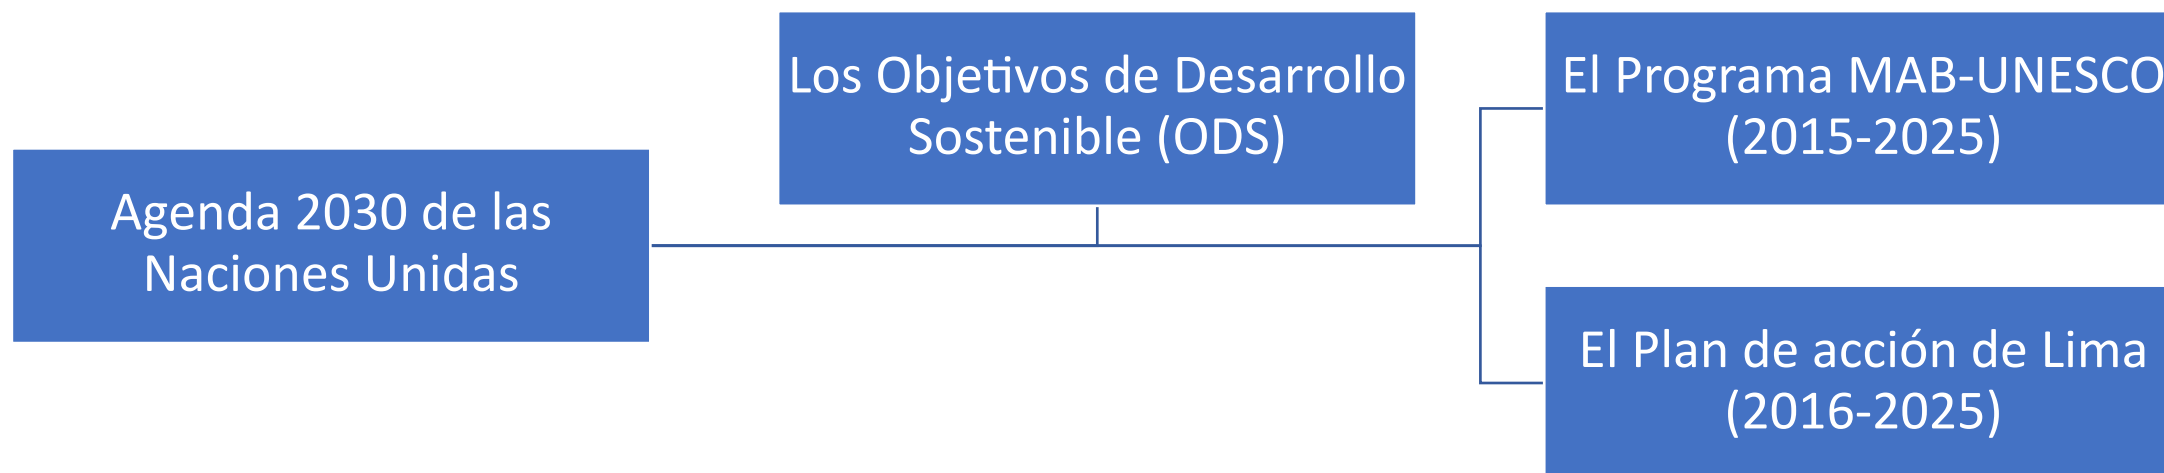 Agenda 2030 de las
Naciones Unidas
Los Objetivos de Desarrollo
Sostenible (ODS)
El Programa MAB-UNESCO
(2015-2025)
El Plan de acción de Lima
(2016-2025)